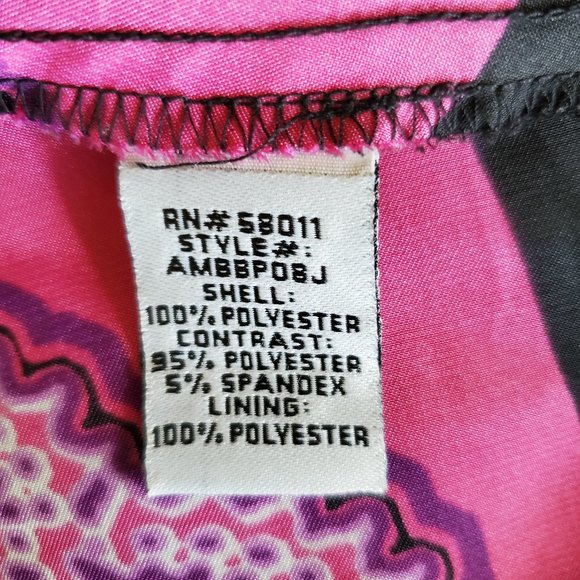 RN# 58011
STYLE#:
AMBBP08J
SHELL:
100% POLYESTER
CONTRAST:
95% POLYESTER
5% SPANDEX
LINING:
100% POLYESTER